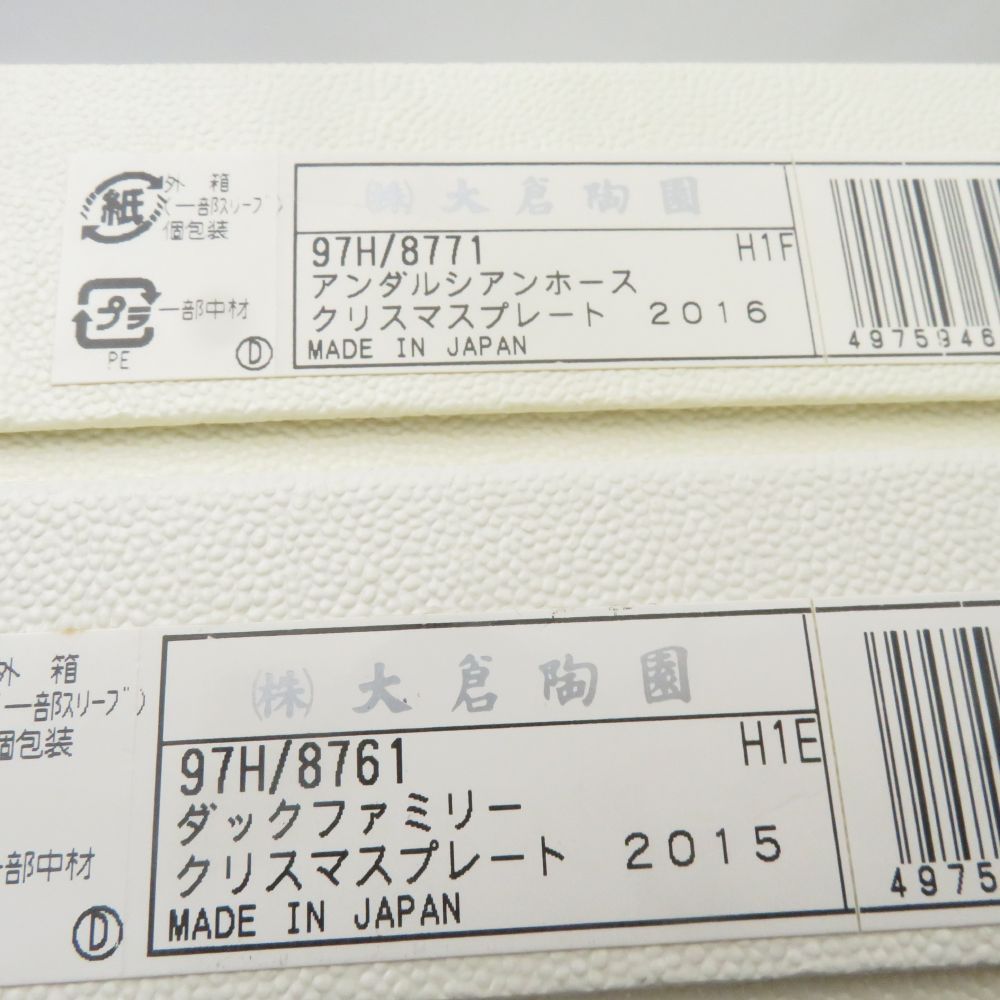 紙
外 箱
(一部スリーブ)
個包装
プラ
一部中材
PE
D
㈱大倉陶園
97H/8771 H1F
アンダルシアンホース
クリスマスプレート 2016
MADE IN JAPAN
4975946
外 箱
(一部スリーブ)
個包装
一部中材
D
㈱大倉陶園
97H/8761 H1E
ダックファミリー
クリスマスプレート 2015
MADE IN JAPAN
4975